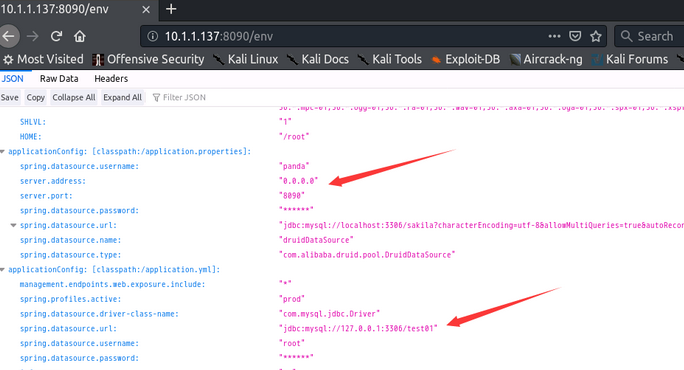 10.1.1.137:8090/env
10.1.1.137:8090/env
Search
Most Visited Offensive Security Kali Linux Kali Docs Kali Tools Exploit-DB Aircrack-ng Kali Forums
JSON Raw Data Headers
Save Copy Collapse All Expand All Filter JSON
SHLVL: "1"
HOME: "/root"
applicationConfig: [classpath:/application.properties]:
spring.datasource.username: "panda"
server.address: "0.0.0.0"
server.port: "8090"
spring.datasource.password: "******"
spring.datasource.url: "jdbc:mysql://localhost:3306/sakila?characterEncoding=utf-8&allowMultiQueries=true&autoRecon
spring.datasource.name: "druidDataSource"
spring.datasource.type: "com.alibaba.druid.pool.DruidDataSource"
applicationConfig: [classpath:/application.yml]:
management.endpoints.web.exposure.include: "*"
spring.profiles.active: "prod"
spring.datasource.driver-class-name: "com.mysql.jdbc.Driver"
spring.datasource.url: "jdbc:mysql://127.0.0.1:3306/test01"
spring.datasource.username: "root"
spring.datasource.password: "******"